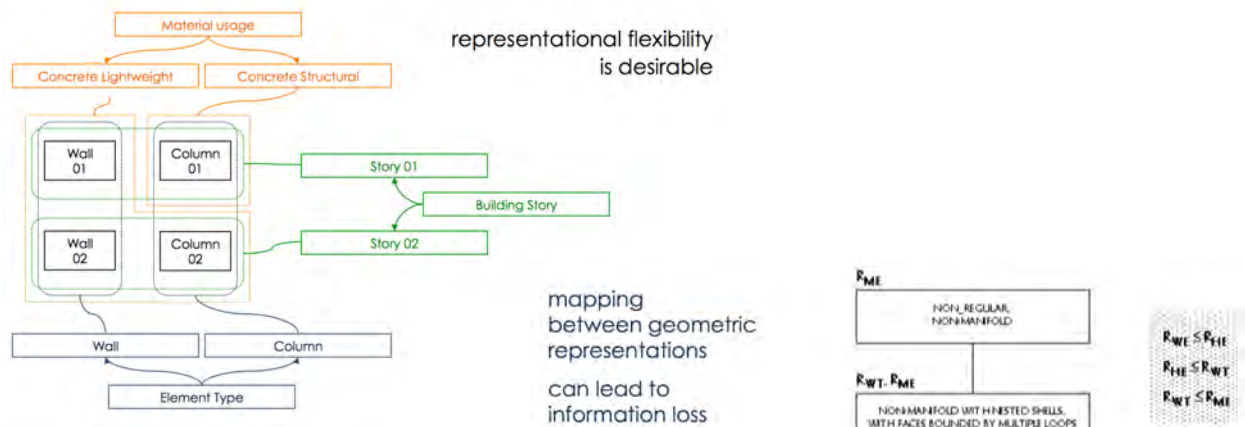 Material usage
Concrete Lightweight
Concrete Structural
representational flexibility
is desirable
Wall
01
Column
01
Story 01
Building Story
Wall
02
Column
02
Story 02
Wall
Column
Element Type
mapping
between geometric
representations
can lead to
information loss
RME
NON_REGULAR,
NON-MANIFOLD
RWT, RME
NON-MANIFOLD WITH NESTED SHELLS,
WITH FACES BOUNDED BY MULTIPLE LOOPS
RWE ≤ RHE
RHE ≤ RWT
RWT ≤ RME